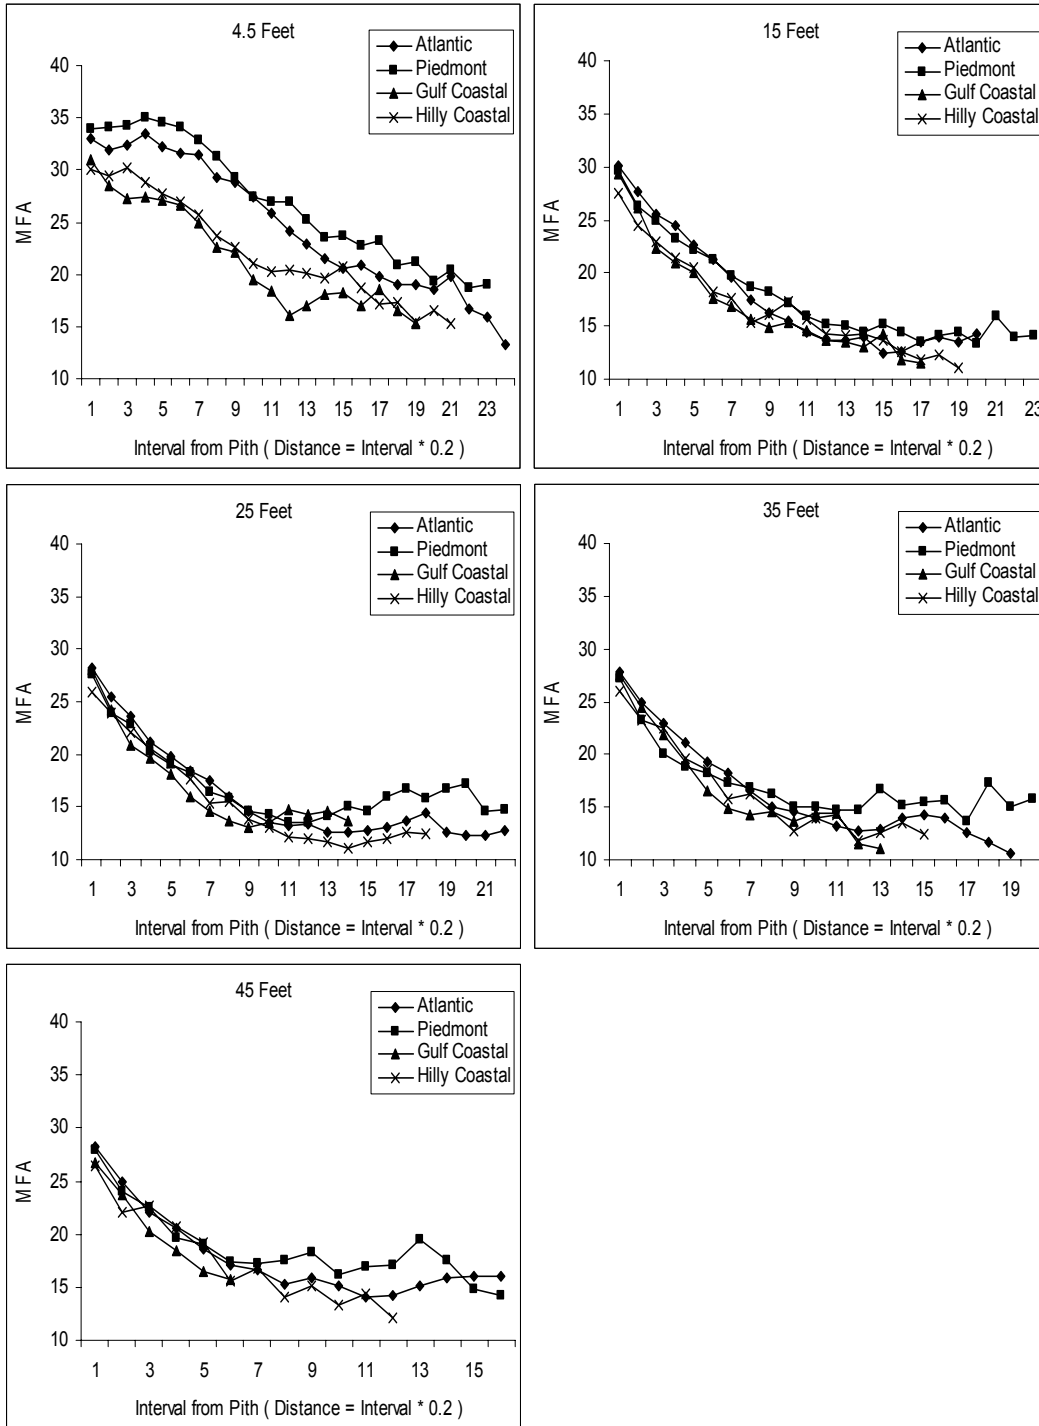 4.5 Feet
Atlantic
Piedmont
Gulf Coastal
Hilly Coastal
40
35
30
25
20
15
10
MFA
1 3 5 7 9 11 13 15 17 19 21 23
Interval from Pith ( Distance = Interval * 0.2 )
15 Feet
Atlantic
Piedmont
Gulf Coastal
Hilly Coastal
40
35
30
25
20
15
10
MFA
1 3 5 7 9 11 13 15 17 19 21 23
Interval from Pith ( Distance = Interval * 0.2 )
25 Feet
Atlantic
Piedmont
Gulf Coastal
Hilly Coastal
40
35
30
25
20
15
10
MFA
1 3 5 7 9 11 13 15 17 19 21
Interval from Pith ( Distance = Interval * 0.2 )
35 Feet
Atlantic
Piedmont
Gulf Coastal
Hilly Coastal
40
35
30
25
20
15
10
MFA
1 3 5 7 9 11 13 15 17 19
Interval from Pith ( Distance = Interval * 0.2 )
45 Feet
Atlantic
Piedmont
Gulf Coastal
Hilly Coastal
40
35
30
25
20
15
10
MFA
1 3 5 7 9 11 13 15
Interval from Pith ( Distance = Interval * 0.2 )